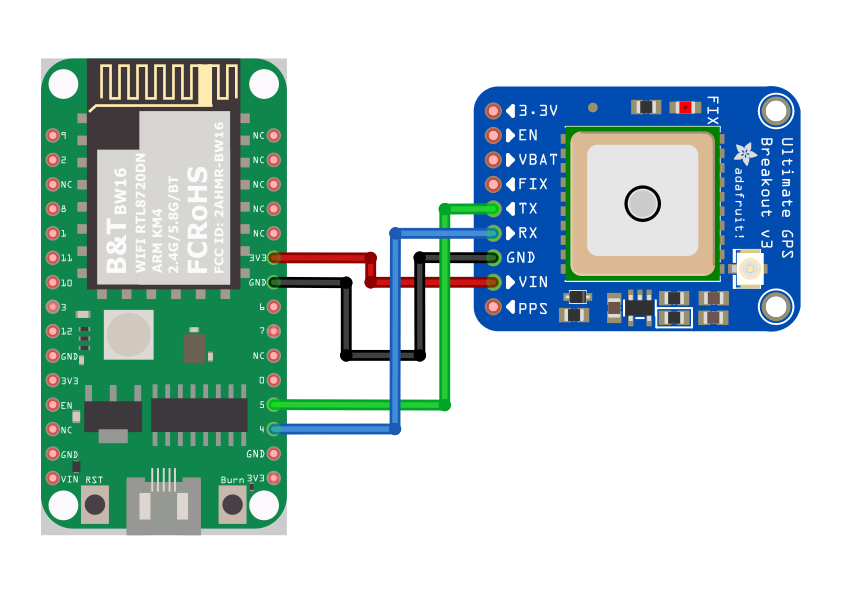 9
2
NC
8
1
11
10
3
12
GND
3V3
EN
NC
GND
VIN
RST
B&T BW16
WIFI RTL8720DN
ARM KM4
2.4G/5.8G/BT
FCRoHS
FCC ID: 2AHMR-BW16
NC
NC
NC
NC
NC
3V3
GND
6
7
NC
0
5
4
GND
3V3
Burn
3.3V
EN
VBAT
FIX
TX
RX
GND
VIN
PPS
FIX
adafruit!
Ultimate GPS
Breakout v3